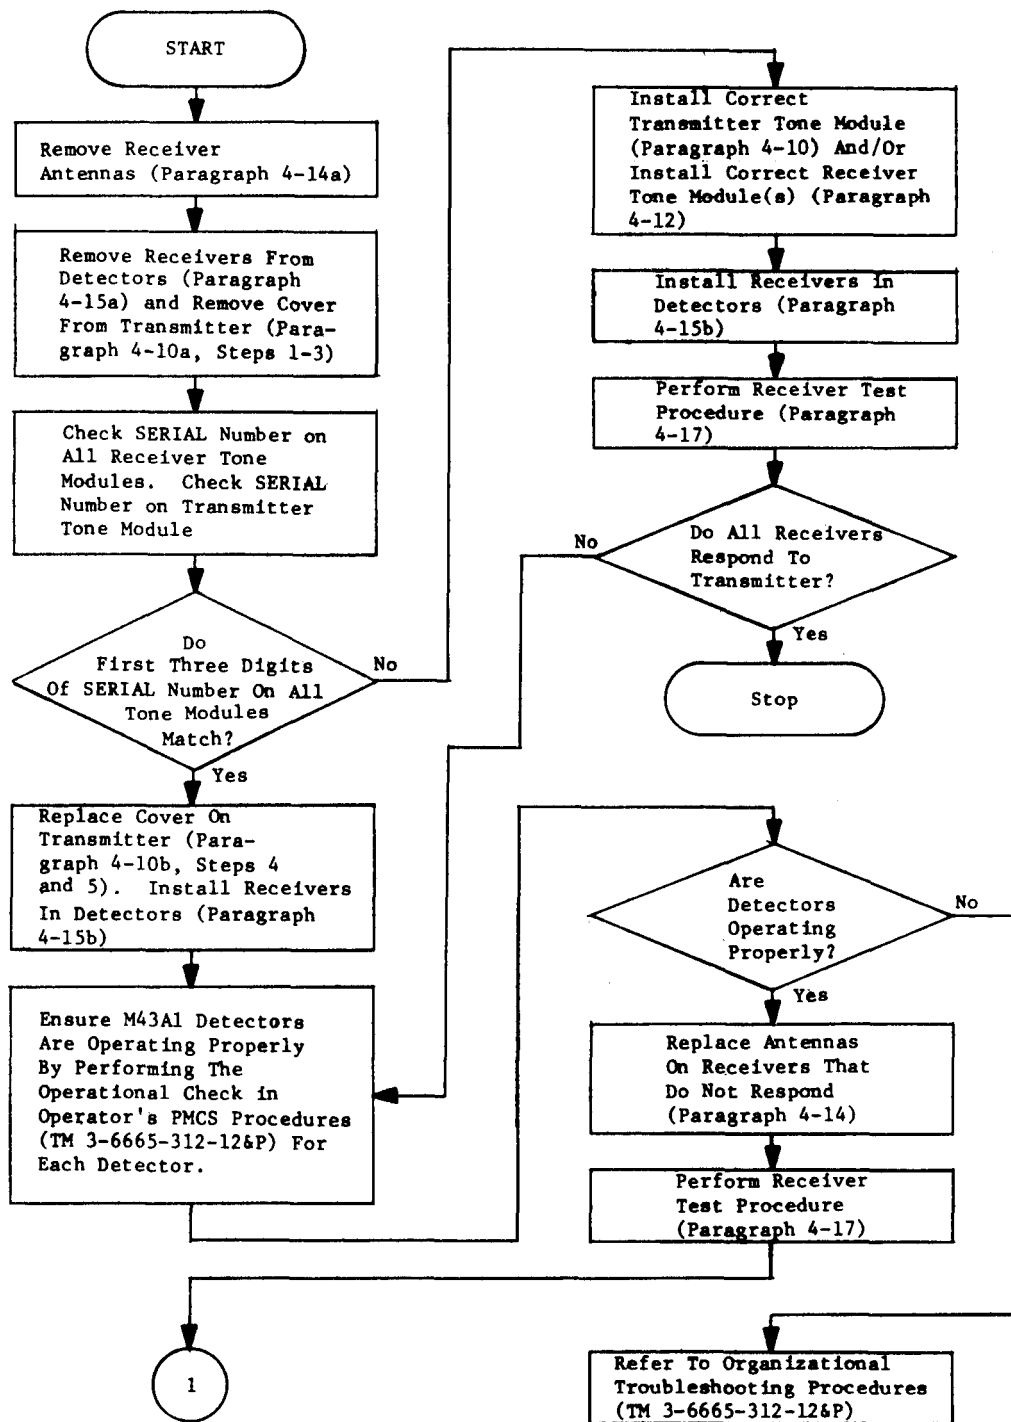 START
Remove Receiver
Antennas (Paragraph 4-14a)
Remove Receivers From
Detectors (Paragraph
4-15a) and Remove Cover
From Transmitter (Para-
graph 4-10a, Steps 1-3)
Check SERIAL Number on
All Receiver Tone
Modules. Check SERIAL
Number on Transmitter
Tone Module
Do
First Three Digits
Of SERIAL Number On All
Tone Modules
Match?
No
Yes
Replace Cover On
Transmitter (Para-
graph 4-10b, Steps 4
and 5). Install Receivers
In Detectors (Paragraph
4-15b)
Ensure M43A1 Detectors
Are Operating Properly
By Performing The
Operational Check in
Operator's PMCS Procedures
(TM 3-6665-312-12&P) For
Each Detector.
1
Install Correct
Transmitter Tone Module
(Paragraph 4-10) And/Or
Install Correct Receiver
Tone Module(s) (Paragraph
4-12)
Install Receivers in
Detectors (Paragraph
4-15b)
Perform Receiver Test
Procedure (Paragraph
4-17)
Do All Receivers
Respond To
Transmitter?
No
Yes
Stop
Are
Detectors
Operating
Properly?
No
Yes
Replace Antennas
On Receivers That
Do Not Respond
(Paragraph 4-14)
Perform Receiver
Test Procedure
(Paragraph 4-17)
Refer To Organizational
Troubleshooting Procedures
(TM 3-6665-312-12&P)